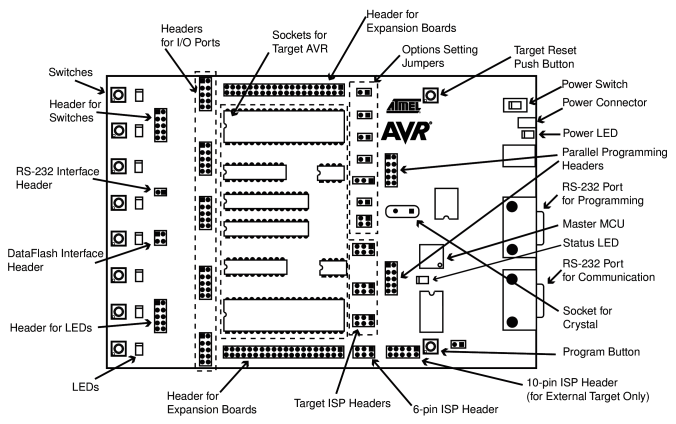 Headers
for I/O Ports
Sockets for
Target AVR
Header for
Expansion Boards
Options Setting
Jumpers
Target Reset
Push Button
Switches
Header for
Switches
RS-232 Interface
Header
DataFlash Interface
Header
Header for LEDs
LEDs
ATMEL
AVR
Power Switch
Power Connector
Power LED
Parallel Programming
Headers
RS-232 Port
for Programming
Master MCU
Status LED
RS-232 Port
for Communication
Socket for
Crystal
Program Button
10-pin ISP Header
(for External Target Only)
Header for
Expansion Boards
Target ISP Headers
6-pin ISP Header